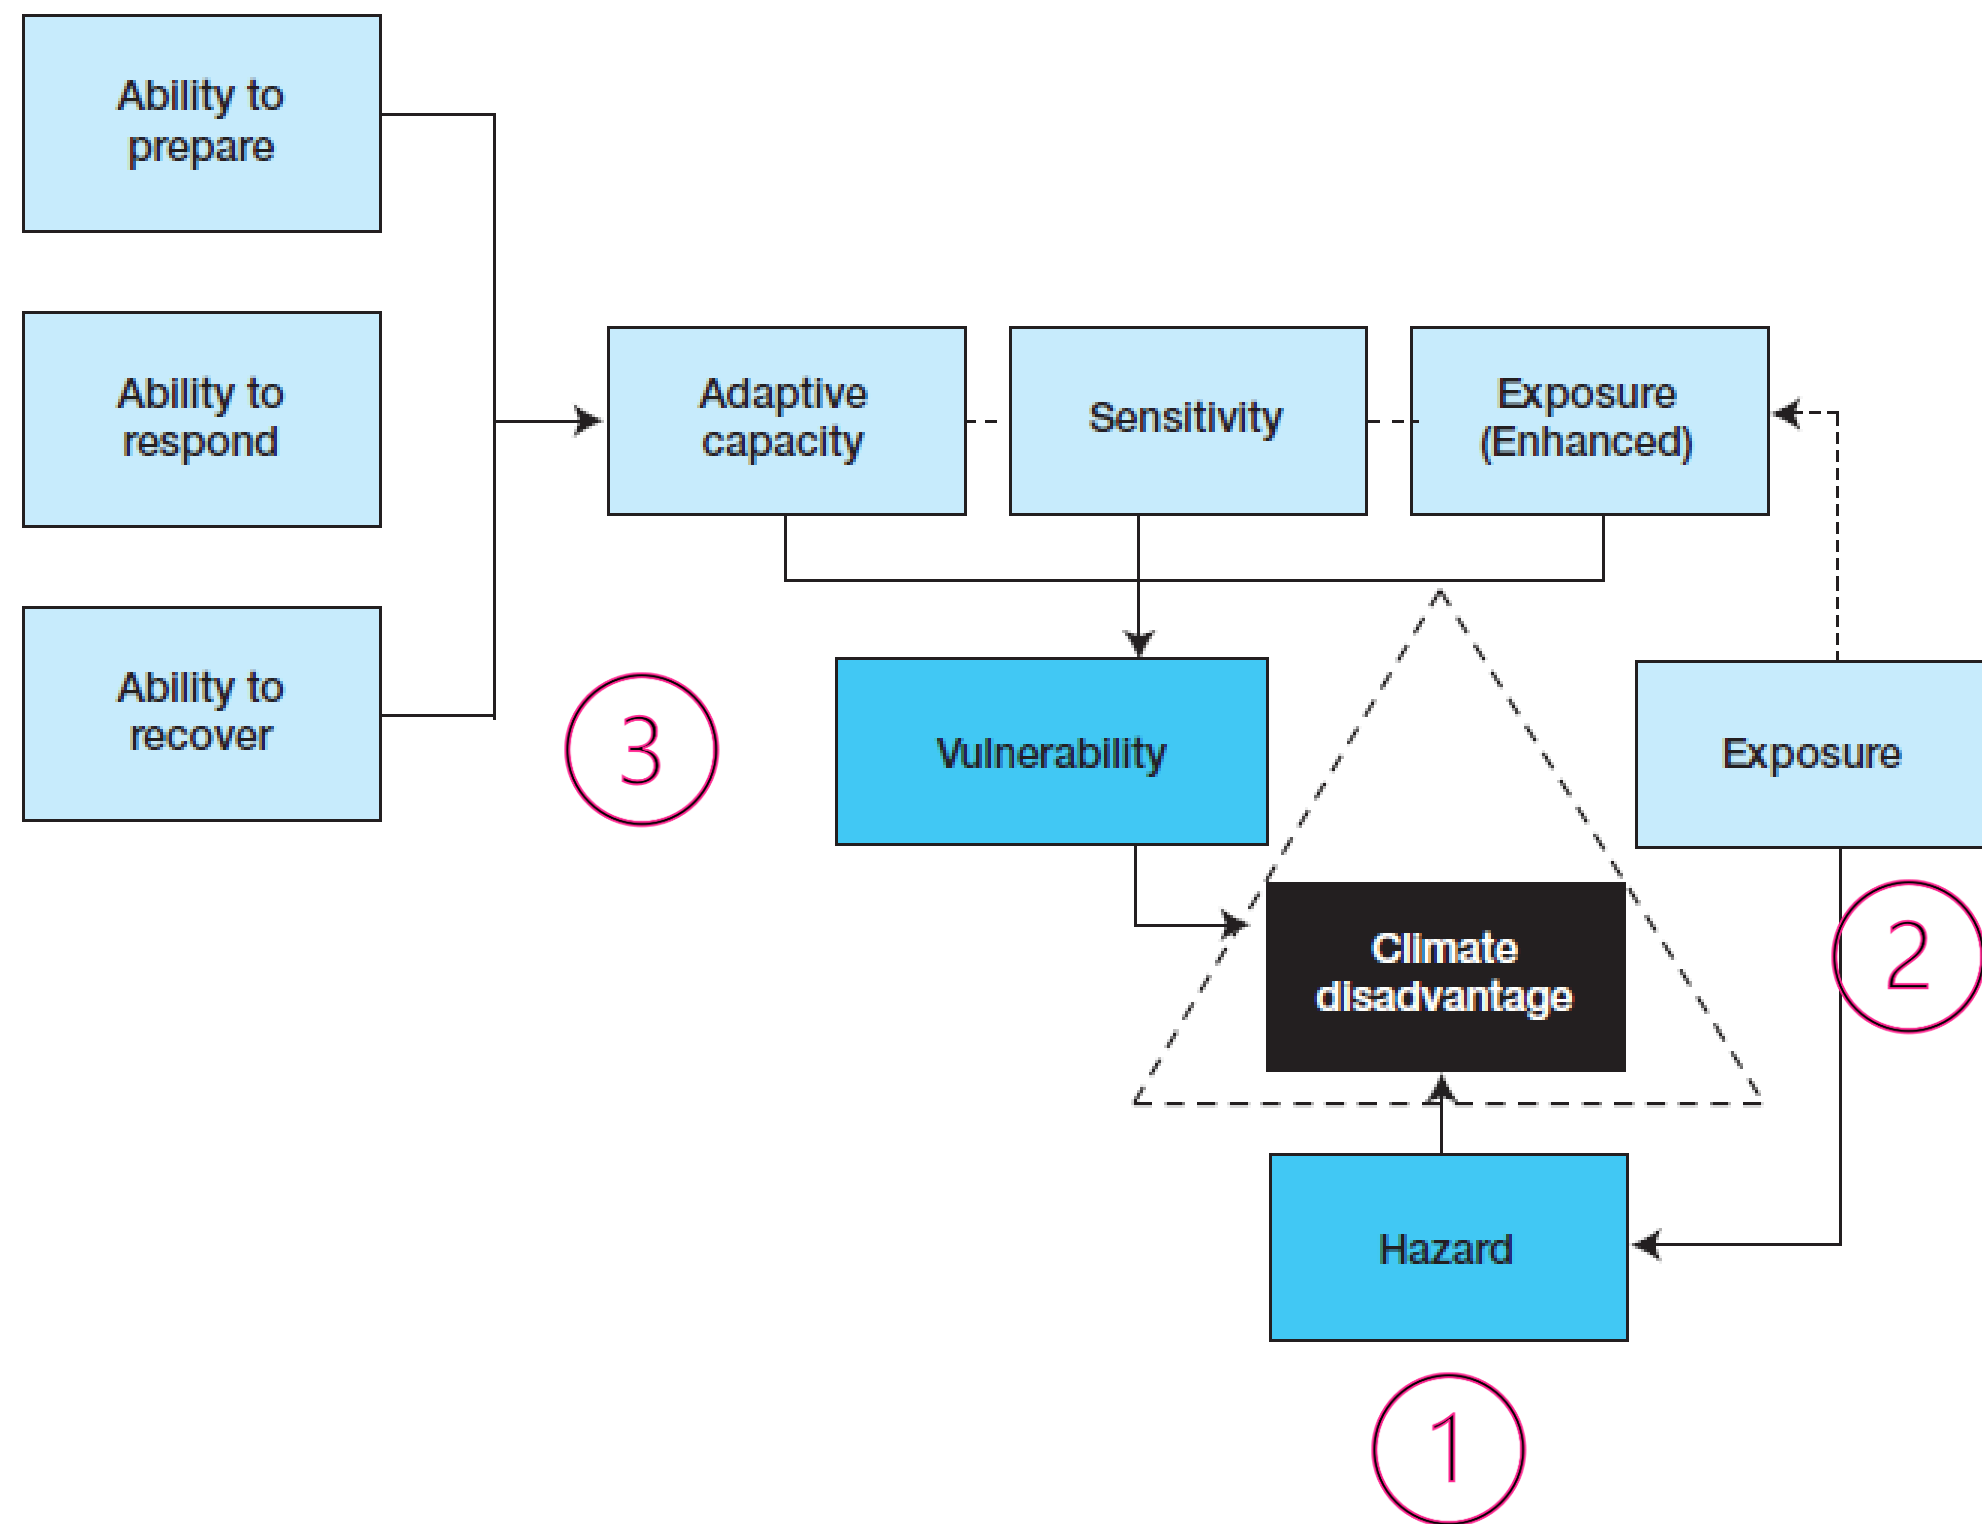 Ability to
prepare
Ability to
respond
Ability to
recover
Adaptive
capacity
Sensitivity
Exposure
(Enhanced)
3
Vulnerability
Exposure
2
Climate
disadvantage
Hazard
1